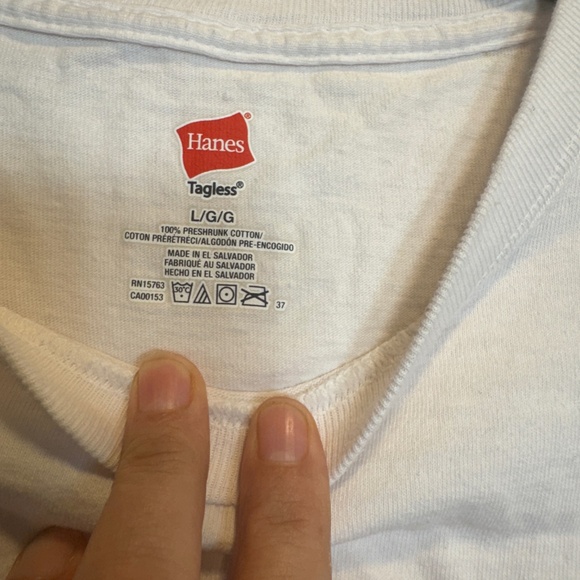 Hanes®
Tagless®
L/G/G
100% PRESHRUNK COTTON/
COTON PRÉRÉTRÉCI/ALGODÓN PRE-ENCOGIDO
MADE IN EL SALVADOR
FABRIQUÉ AU SALVADOR
HECHO EN EL SALVADOR
RN15763
CA00153 30°C 37